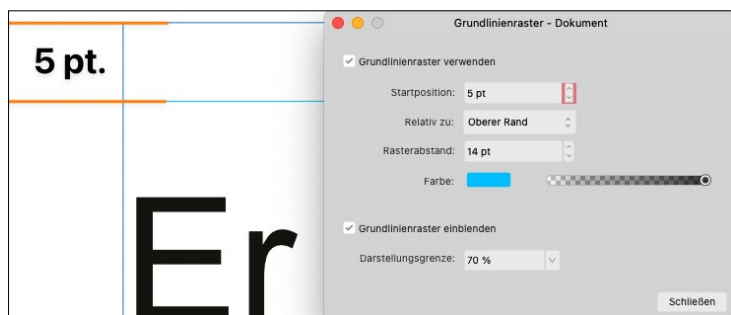 5 pt.
Er
Grundlinienraster - Dokument
Grundlinienraster verwenden
Startposition: 5 pt
Relativ zu: Oberer Rand
Rasterabstand: 14 pt
Farbe:
Grundlinienraster einblenden
Darstellungsgrenze: 70 %
Schließen